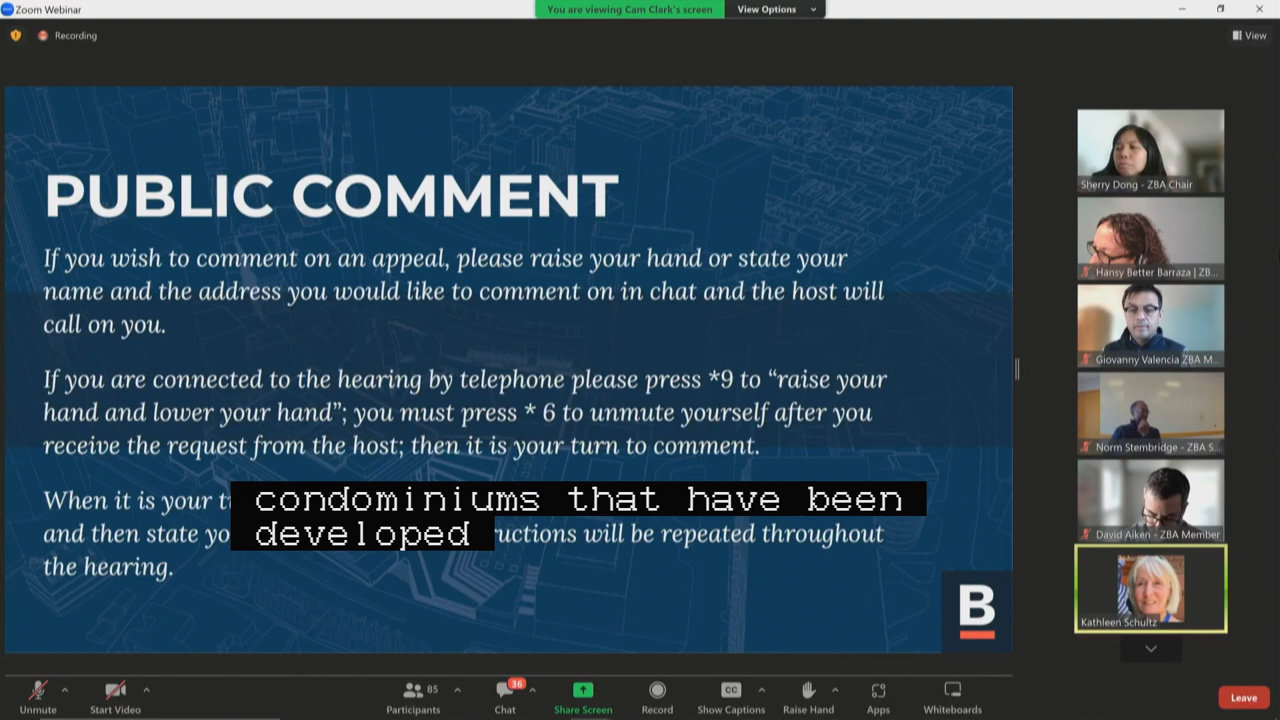 Zoom Webinar
You are viewing Cam Clark's screen
View Options
Recording
View
PUBLIC COMMENT
If you wish to comment on an appeal, please raise your hand or state your
name and the address you would like to comment on in chat and the host will
call on you.
If you are connected to the hearing by telephone please press *9 to “raise your
hand and lower your hand”; you must press * 6 to unmute yourself after you
receive the request from the host; then it is your turn to comment.
When it is your t
and then state yo
ructions will be repeated throughout
the hearing.
condominiums that have been
developed
B
Sherry Dong - ZBA Chair
Hansy Better Barraza | ZB...
Giovanny Valencia ZBA M...
Norm Stembridge - ZBA S...
David Aiken - ZBA Member
Kathleen Schultz
Unmute
Start Video
85
Participants
36
Chat
Share Screen
Record
CC
Show Captions
Raise Hand
Apps
Whiteboards
Leave